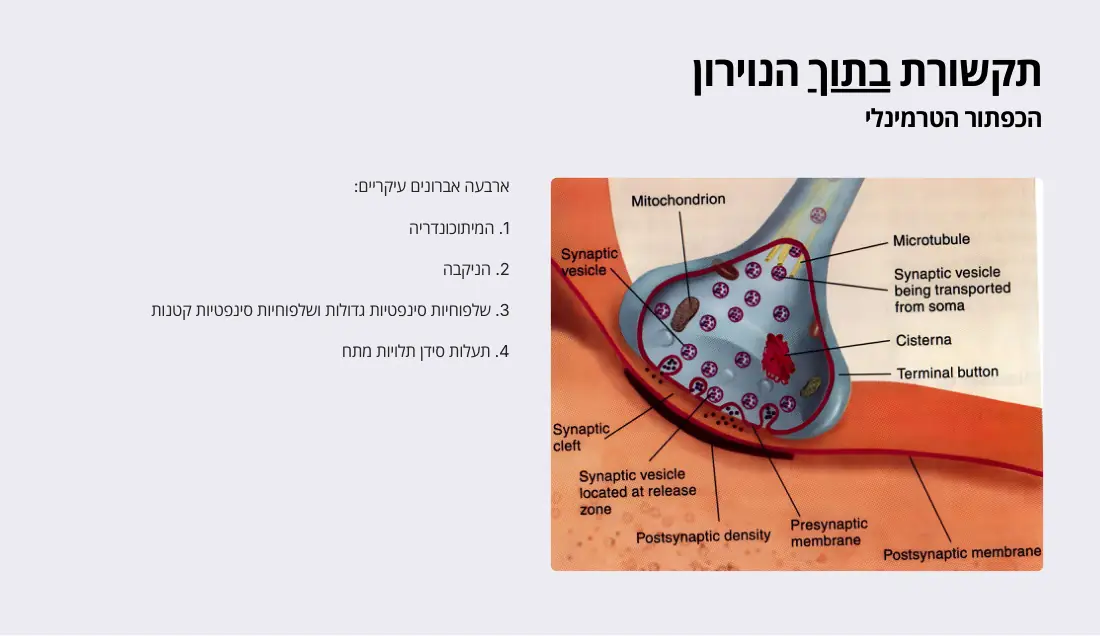 תקשורת בתוך הנוירון
הכפתור הטרמינלי
ארבעה אברונים עיקריים:
1. המיתוכונדריה
2. הניקבה
3. שלפוחיות סינפטיות גדולות ושלפוחיות סינפטיות קטנות
4. תעלות סידן תלויות מתח
Mitochondrion
Synaptic
vesicle
Microtubule
Synaptic vesicle
being transported
from soma
Cisterna
Terminal button
Synaptic
cleft
Synaptic vesicle
located at release
zone
Postsynaptic density
Presynaptic
membrane
Postsynaptic membrane